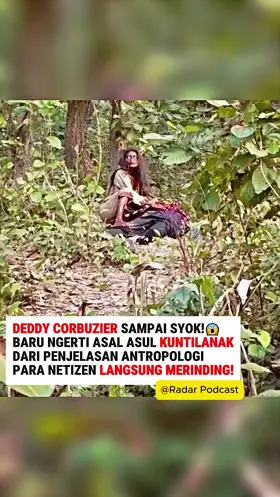 DEDDY CORBUZIER SAMPAI SYOK!😱
BARU NGERTI ASAL ASUL KUNTILANAK
DARI PENJELASAN ANTROPOLOGI
PARA NETIZEN LANGSUNG MERINDING!
@Radar Podcast